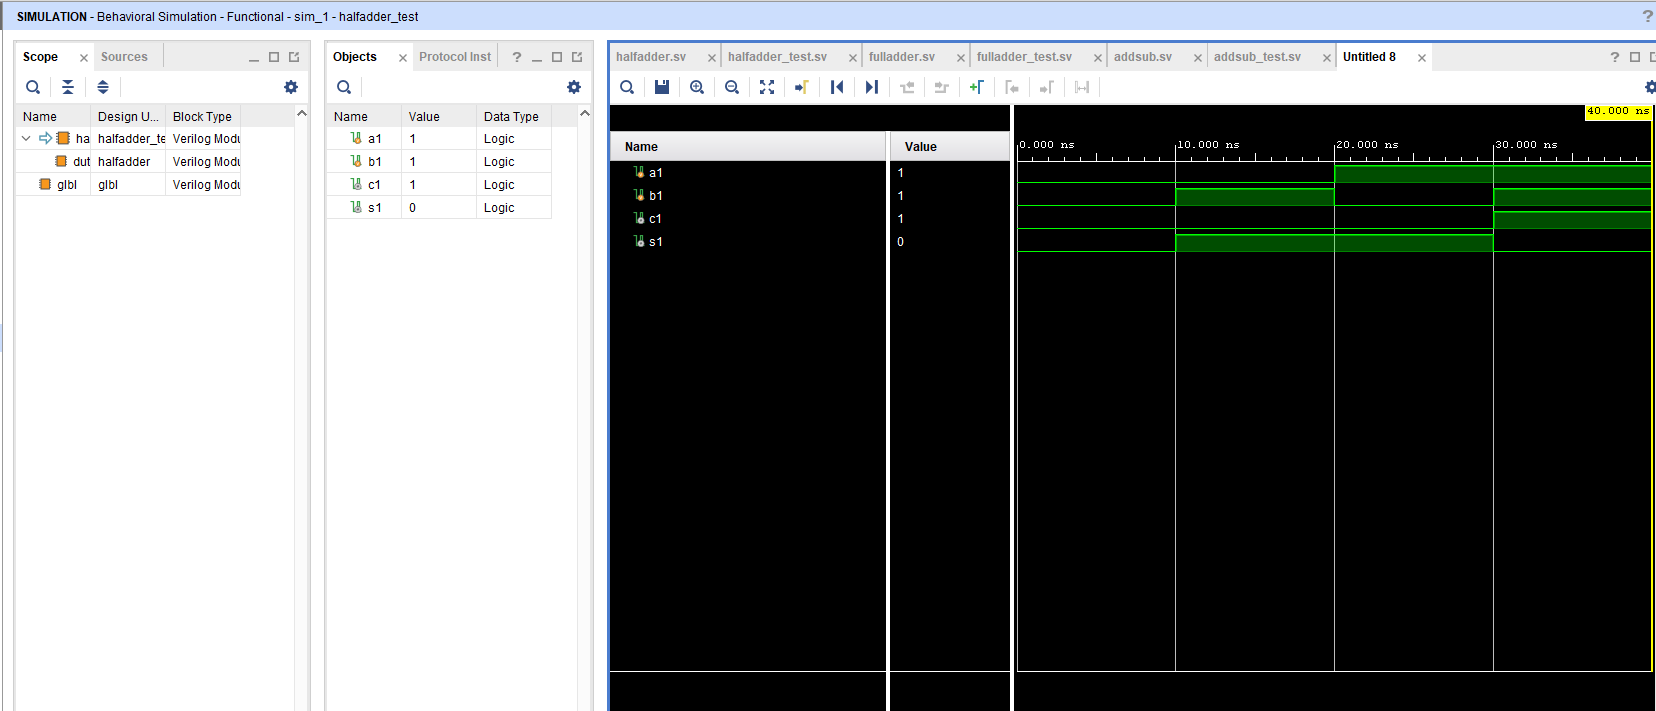 SIMULATION - Behavioral Simulation - Functional - sim_1 - halfadder_test
?
Scope
Sources
Name Design U... Block Type
ha halfadder_te Verilog Modu
dut halfadder Verilog Modu
glbl glbl Verilog Modu
Objects
Protocol Inst
?
Name Value Data Type
a1 1 Logic
b1 1 Logic
c1 1 Logic
s1 0 Logic
halfadder.sv halfadder_test.sv fulladder.sv fulladder_test.sv addsub.sv addsub_test.sv Untitled 8
?
40.000 ns
Name Value
0.000 ns 10.000 ns 20.000 ns 30.000 ns
a1 1
b1 1
c1 1
s1 0